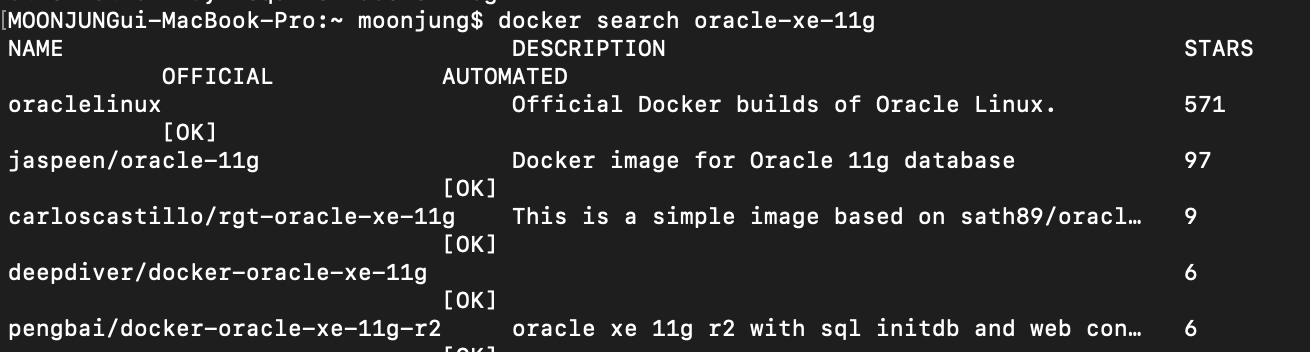 [MOONJUNGui-MacBook-Pro:~ moonjung$ docker search oracle-xe-11g
NAME DESCRIPTION STARS
OFFICIAL AUTOMATED
oraclelinux Official Docker builds of Oracle Linux. 571
[OK]
jaspeen/oracle-11g Docker image for Oracle 11g database 97
[OK]
carloscastillo/rgt-oracle-xe-11g This is a simple image based on sath89/oracl… 9
[OK]
deepdiver/docker-oracle-xe-11g 6
[OK]
pengbai/docker-oracle-xe-11g-r2 oracle xe 11g r2 with sql initdb and web con… 6